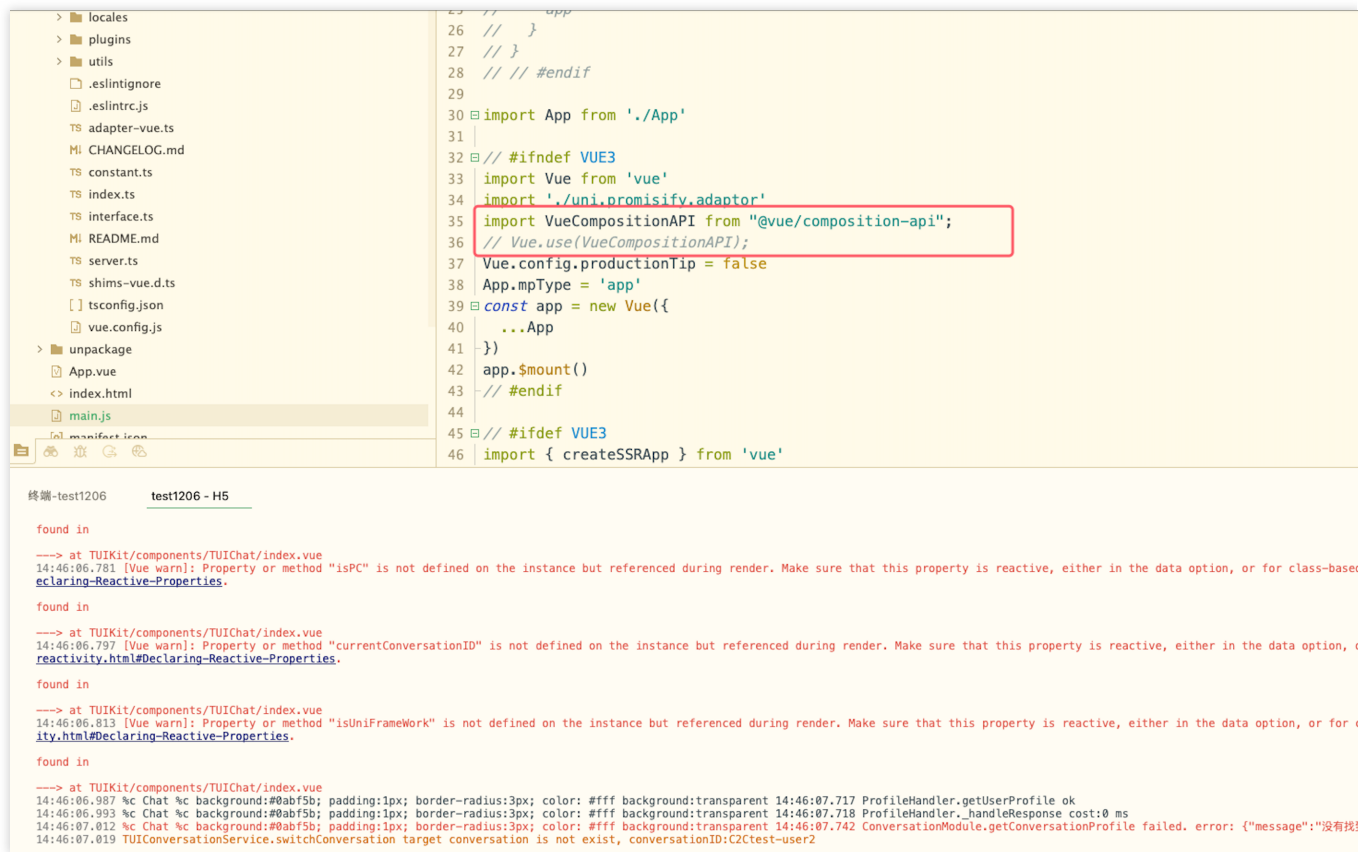 locales
plugins
utils
.eslintignore
.eslintrc.js
TS adapter-vue.ts
M↓ CHANGELOG.md
TS constant.ts
TS index.ts
TS interface.ts
M↓ README.md
TS server.ts
TS shims-vue.d.ts
[ ] tsconfig.json
vue.config.js
unpackage
App.vue
<> index.html
main.js
manifest.json
25 // app
26 // }
27 // }
28 // // #endif
29
30 import App from './App'
31
32 // #ifndef VUE3
33 import Vue from 'vue'
34 import './uni.promisify.adaptor'
35 import VueCompositionAPI from "@vue/composition-api";
36 // Vue.use(VueCompositionAPI);
37 Vue.config.productionTip = false
38 App.mpType = 'app'
39 const app = new Vue({
40 ...App
41 })
42 app.$mount()
43 // #endif
44
45 // #ifdef VUE3
46 import { createSSRApp } from 'vue'
终端-test1206 test1206 - H5
found in
---> at TUIKit/components/TUIChat/index.vue
14:46:06.781 [Vue warn]: Property or method "isPC" is not defined on the instance but referenced during render. Make sure that this property is reactive, either in the data option, or for class-based
eclaring-Reactive-Properties.
found in
---> at TUIKit/components/TUIChat/index.vue
14:46:06.797 [Vue warn]: Property or method "currentConversationID" is not defined on the instance but referenced during render. Make sure that this property is reactive, either in the data option,
reactivity.html#Declaring-Reactive-Properties.
found in
---> at TUIKit/components/TUIChat/index.vue
14:46:06.813 [Vue warn]: Property or method "isUniFrameWork" is not defined on the instance but referenced during render. Make sure that this property is reactive, either in the data option, or for
ity.html#Declaring-Reactive-Properties.
found in
---> at TUIKit/components/TUIChat/index.vue
14:46:06.987 %c Chat %c background:#0abf5b; padding:1px; border-radius:3px; color: #fff background:transparent 14:46:07.717 ProfileHandler.getUserProfile ok
14:46:06.993 %c Chat %c background:#0abf5b; padding:1px; border-radius:3px; color: #fff background:transparent 14:46:07.718 ProfileHandler._handleResponse cost:0 ms
14:46:07.012 %c Chat %c background:#0abf5b; padding:1px; border-radius:3px; color: #fff background:transparent 14:46:07.742 ConversationModule.getConversationProfile failed. error: {"message":"没有找
14:46:07.019 TUIConversationService.switchConversation target conversation is not exist, conversationID:C2Ctest-user2